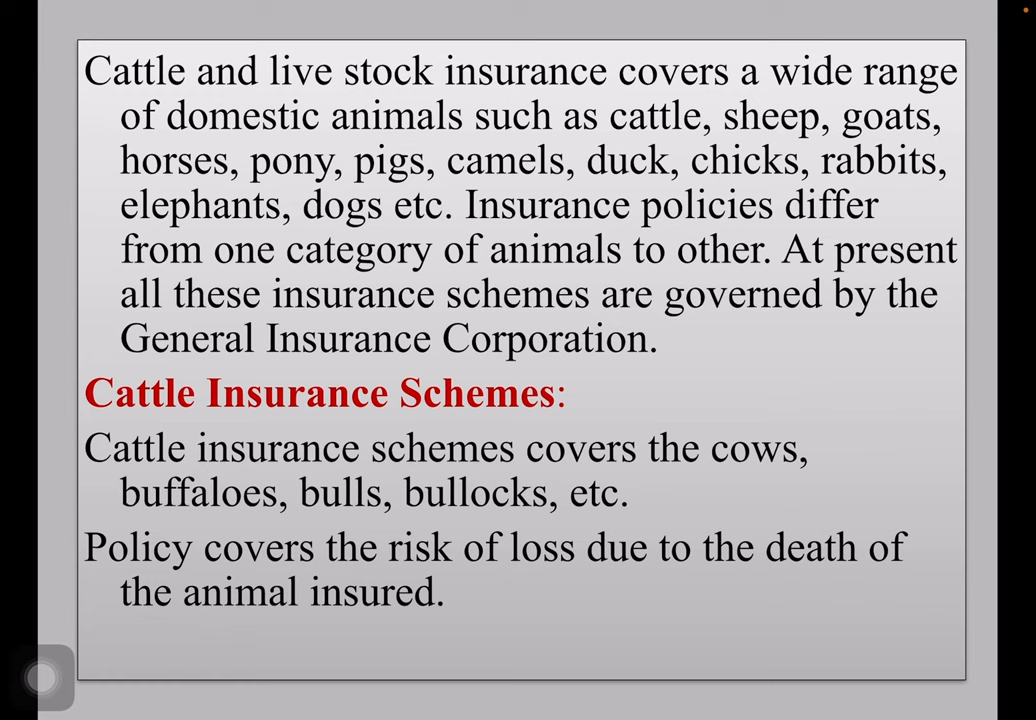 Cattle and live stock insurance covers a wide range
of domestic animals such as cattle, sheep, goats,
horses, pony, pigs, camels, duck, chicks, rabbits,
elephants, dogs etc. Insurance policies differ
from one category of animals to other. At present
all these insurance schemes are governed by the
General Insurance Corporation.
Cattle Insurance Schemes:
Cattle insurance schemes covers the cows,
buffaloes, bulls, bullocks, etc.
Policy covers the risk of loss due to the death of
the animal insured.